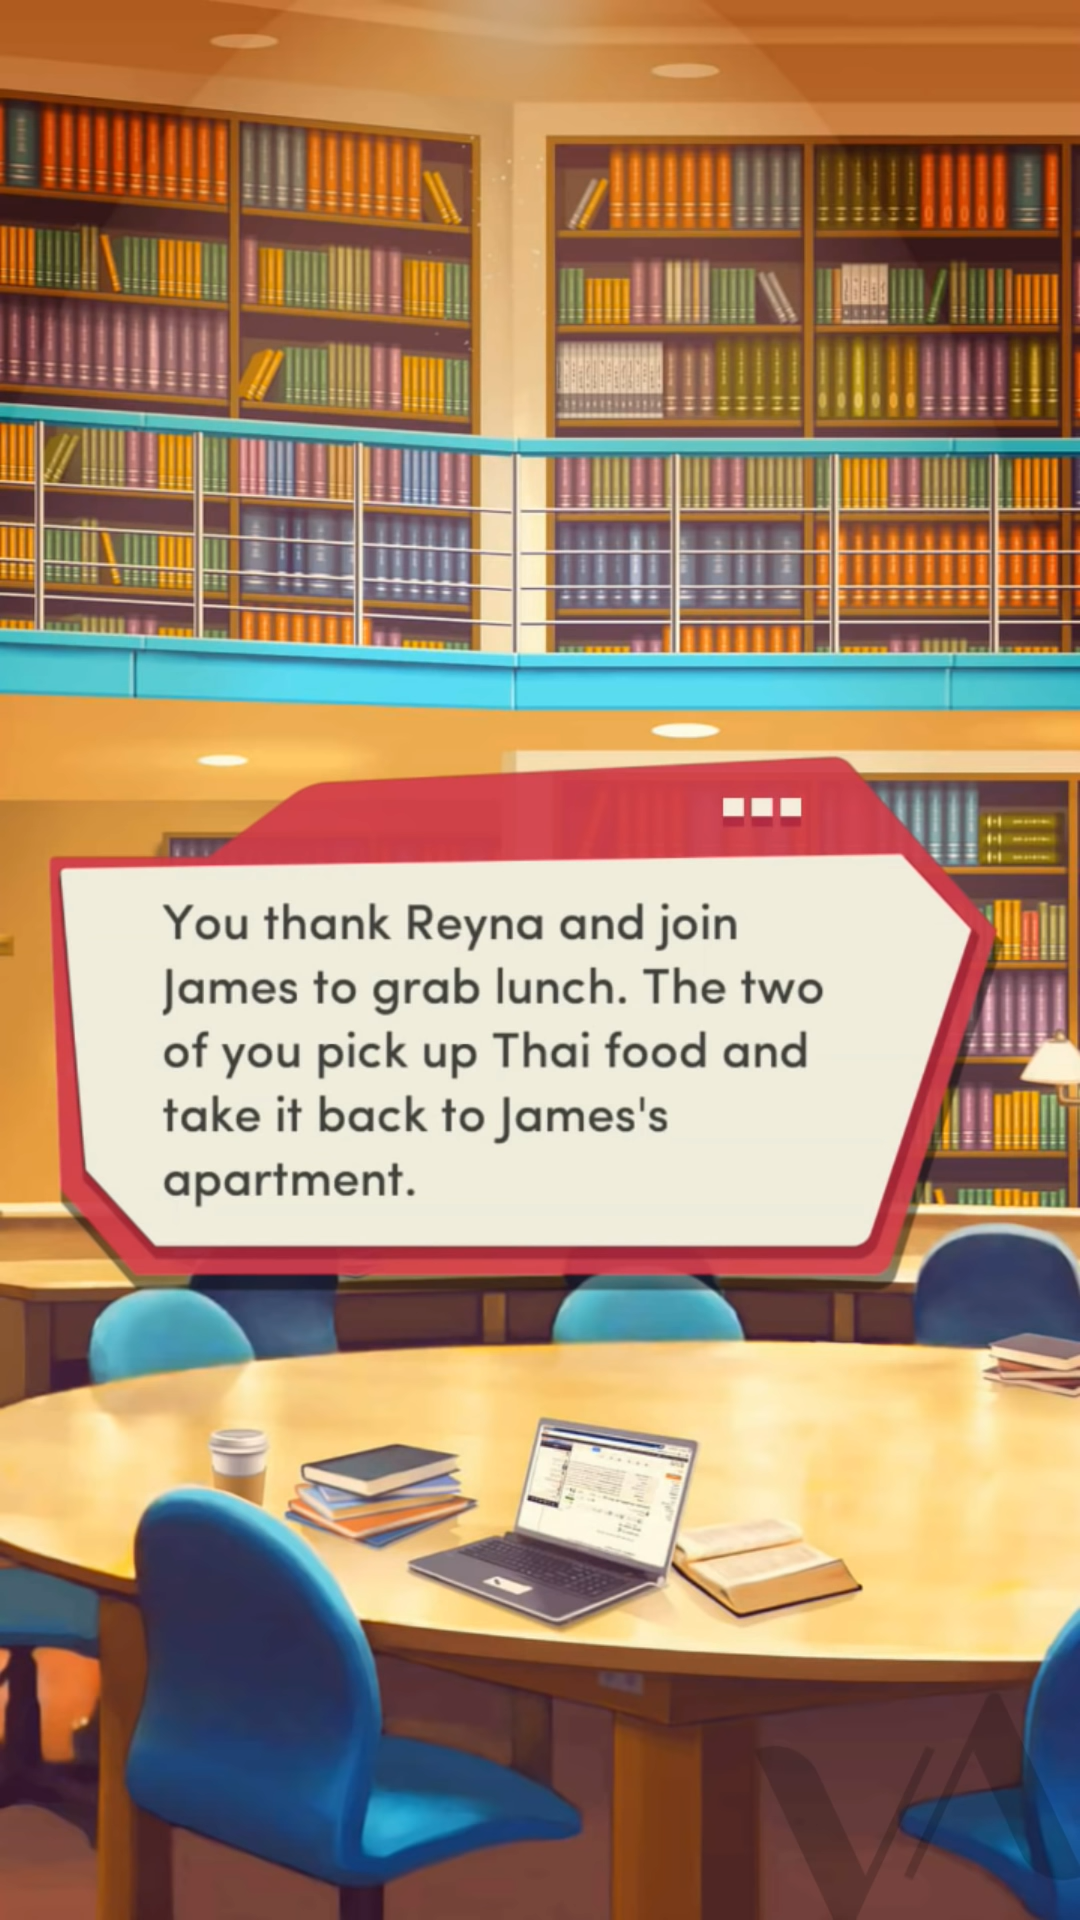 You thank Reyna and join
James to grab lunch. The two
of you pick up Thai food and
take it back to James's
apartment.